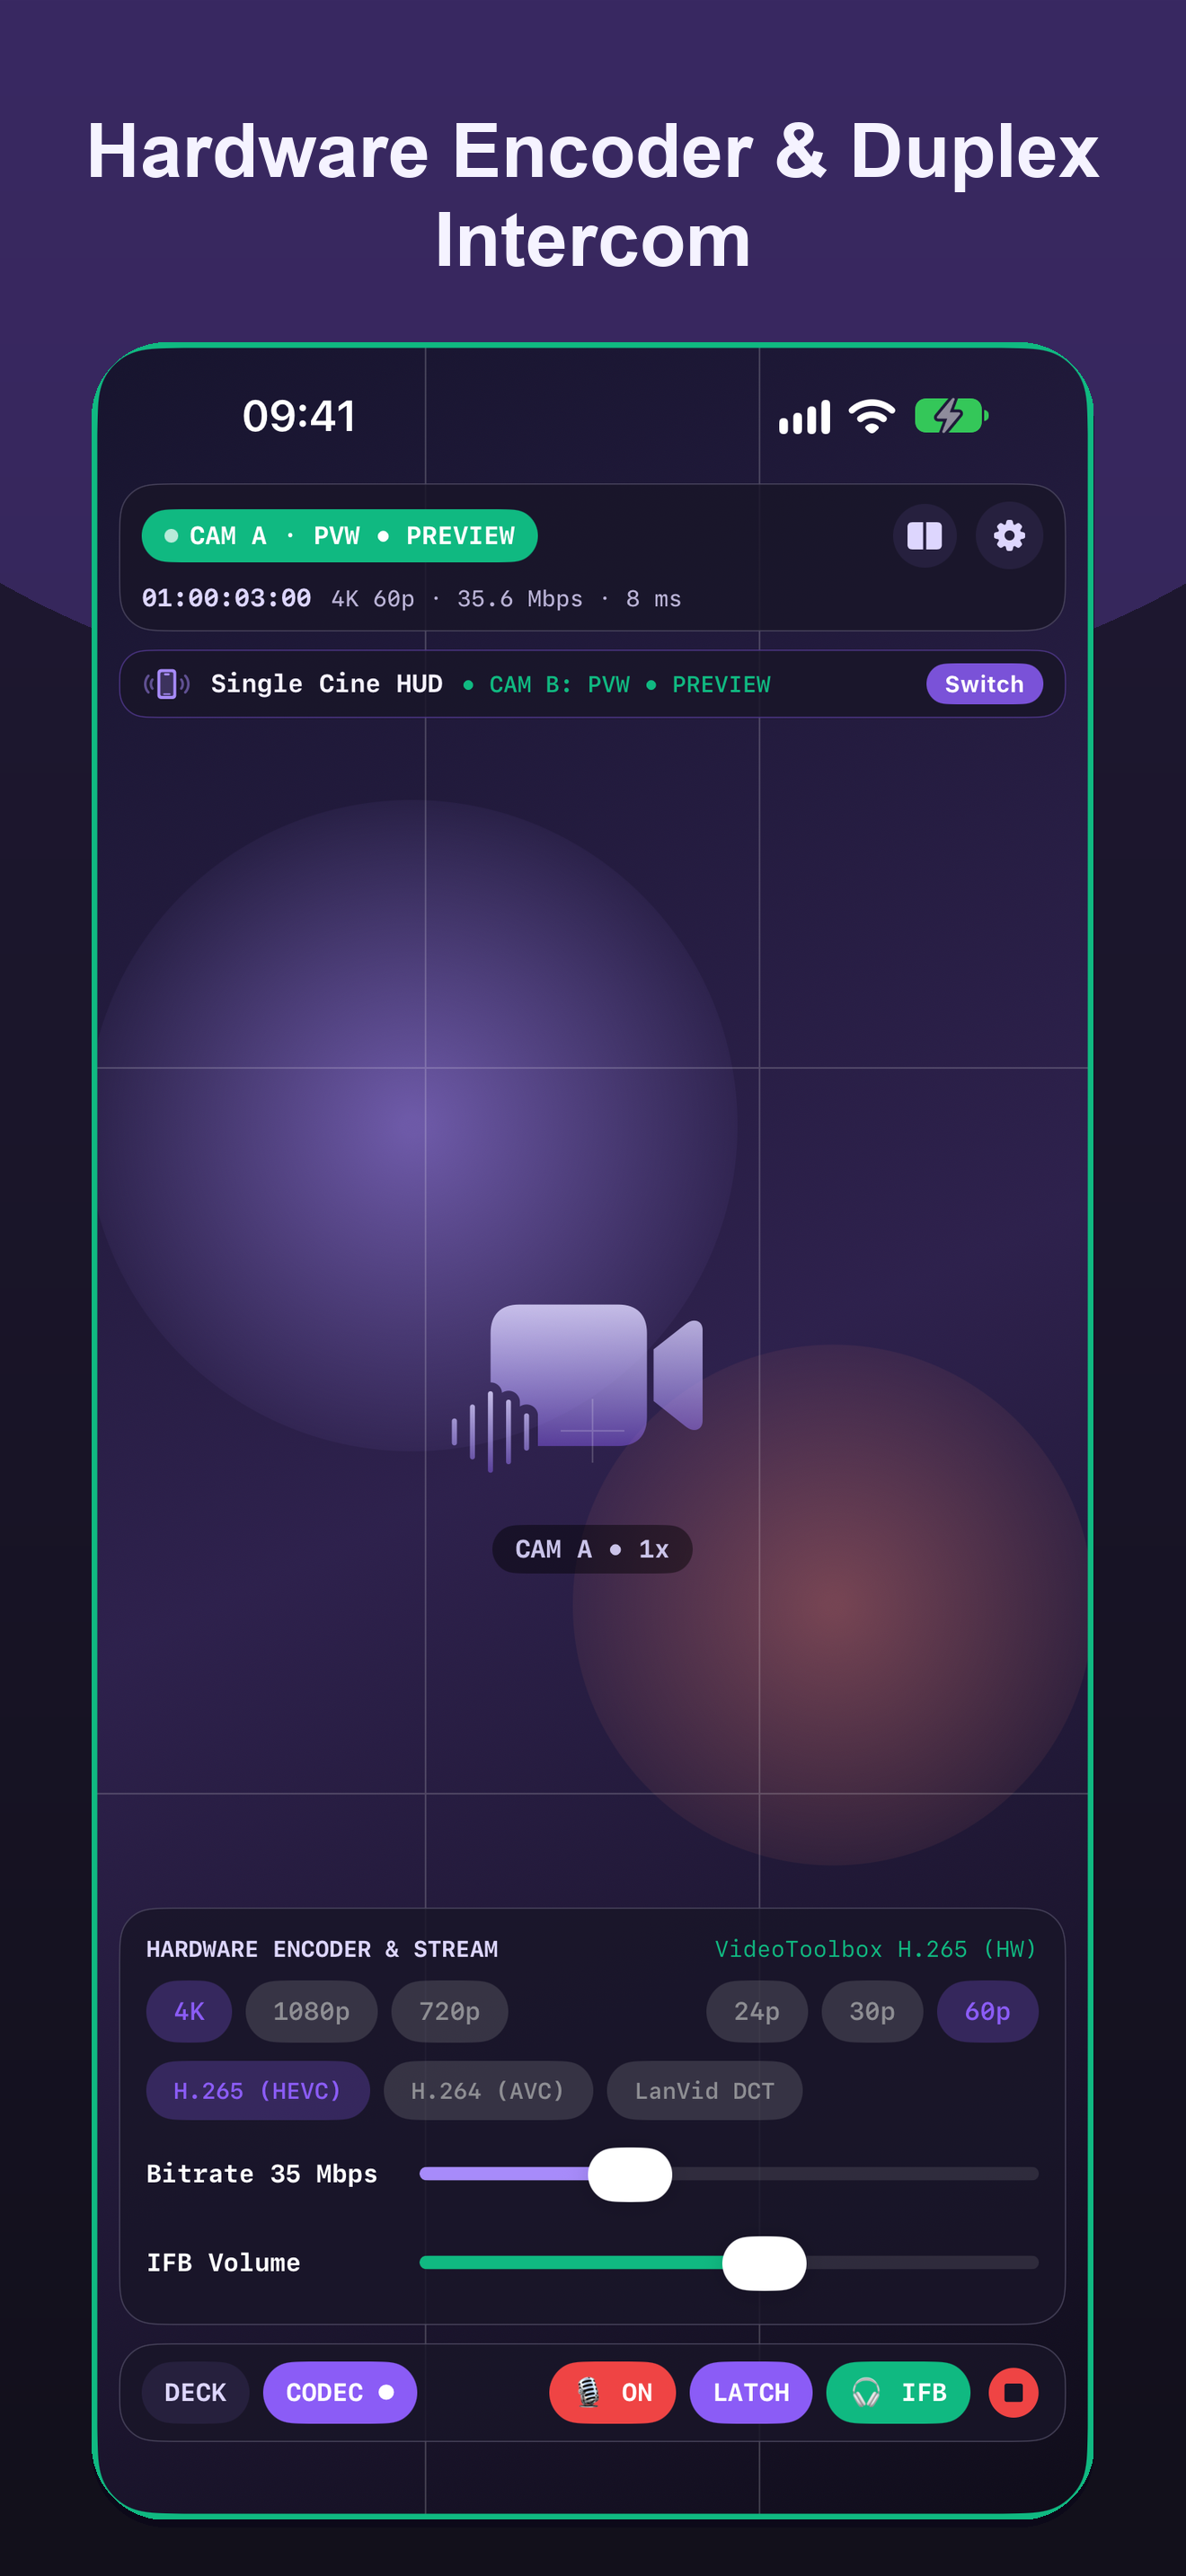 Hardware Encoder & Duplex
Intercom
09:41
CAM A · PVW ● PREVIEW
01:00:03:00 4K 60p · 35.6 Mbps · 8 ms
Single Cine HUD ● CAM B: PVW ● PREVIEW Switch
CAM A ● 1x
HARDWARE ENCODER & STREAM VideoToolbox H.265 (HW)
4K 1080p 720p 24p 30p 60p
H.265 (HEVC) H.264 (AVC) LanVid DCT
Bitrate 35 Mbps
IFB Volume
DECK CODEC ● 🎙️ ON LATCH 🎧 IFB